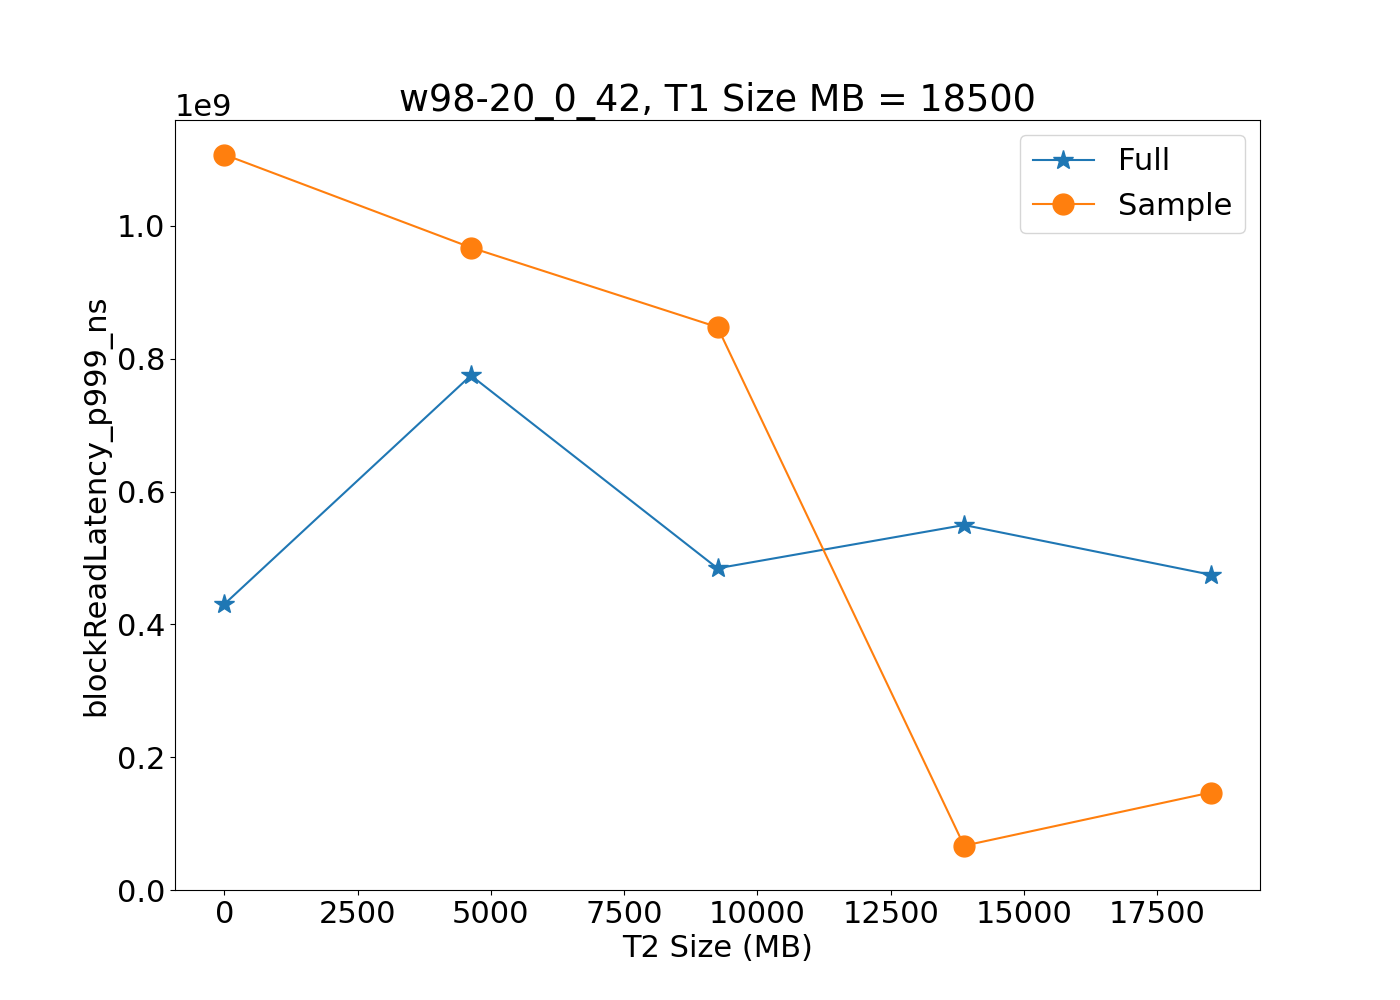 w98-20_0_42, T1 Size MB = 18500
1e9
Full
Sample
1.0
0.8
0.6
0.4
0.2
0.0
blockReadLatency_p999_ns
0 2500 5000 7500 10000 12500 15000 17500
T2 Size (MB)